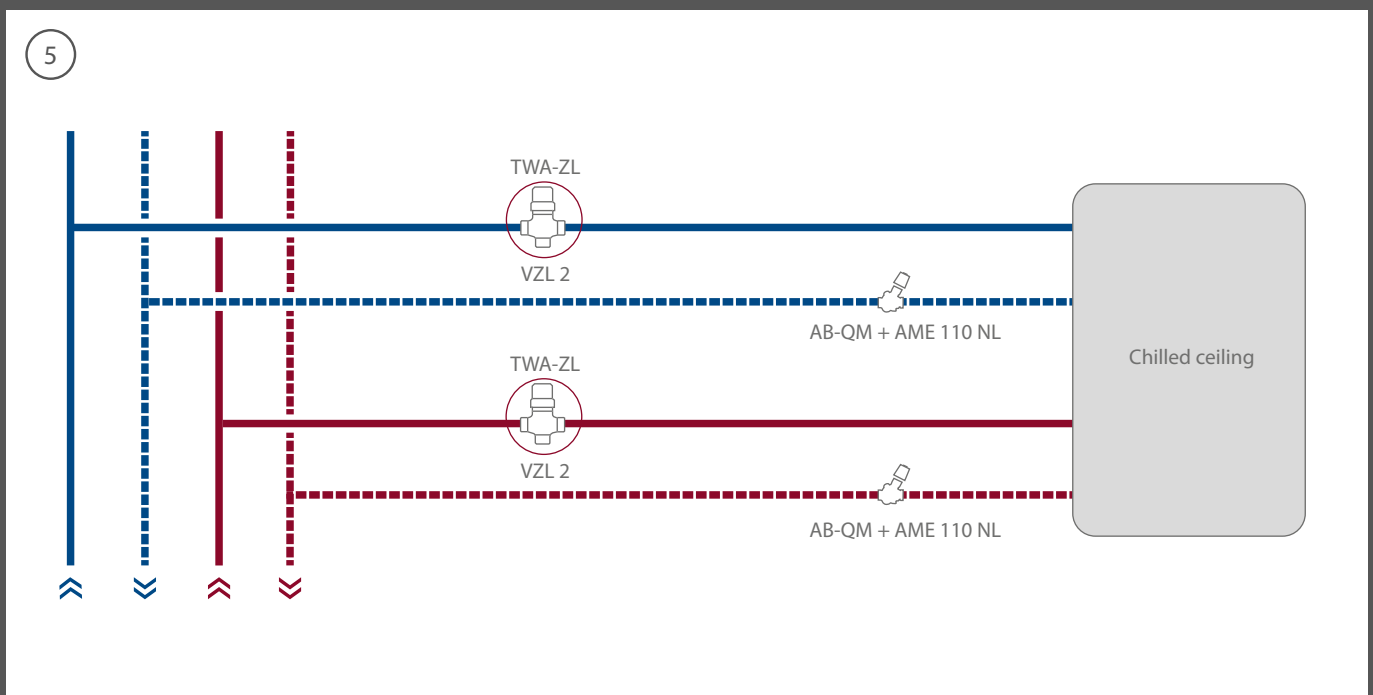 5
TWA-ZL
VZL 2
AB-QM + AME 110 NL
TWA-ZL
VZL 2
AB-QM + AME 110 NL
Chilled ceiling